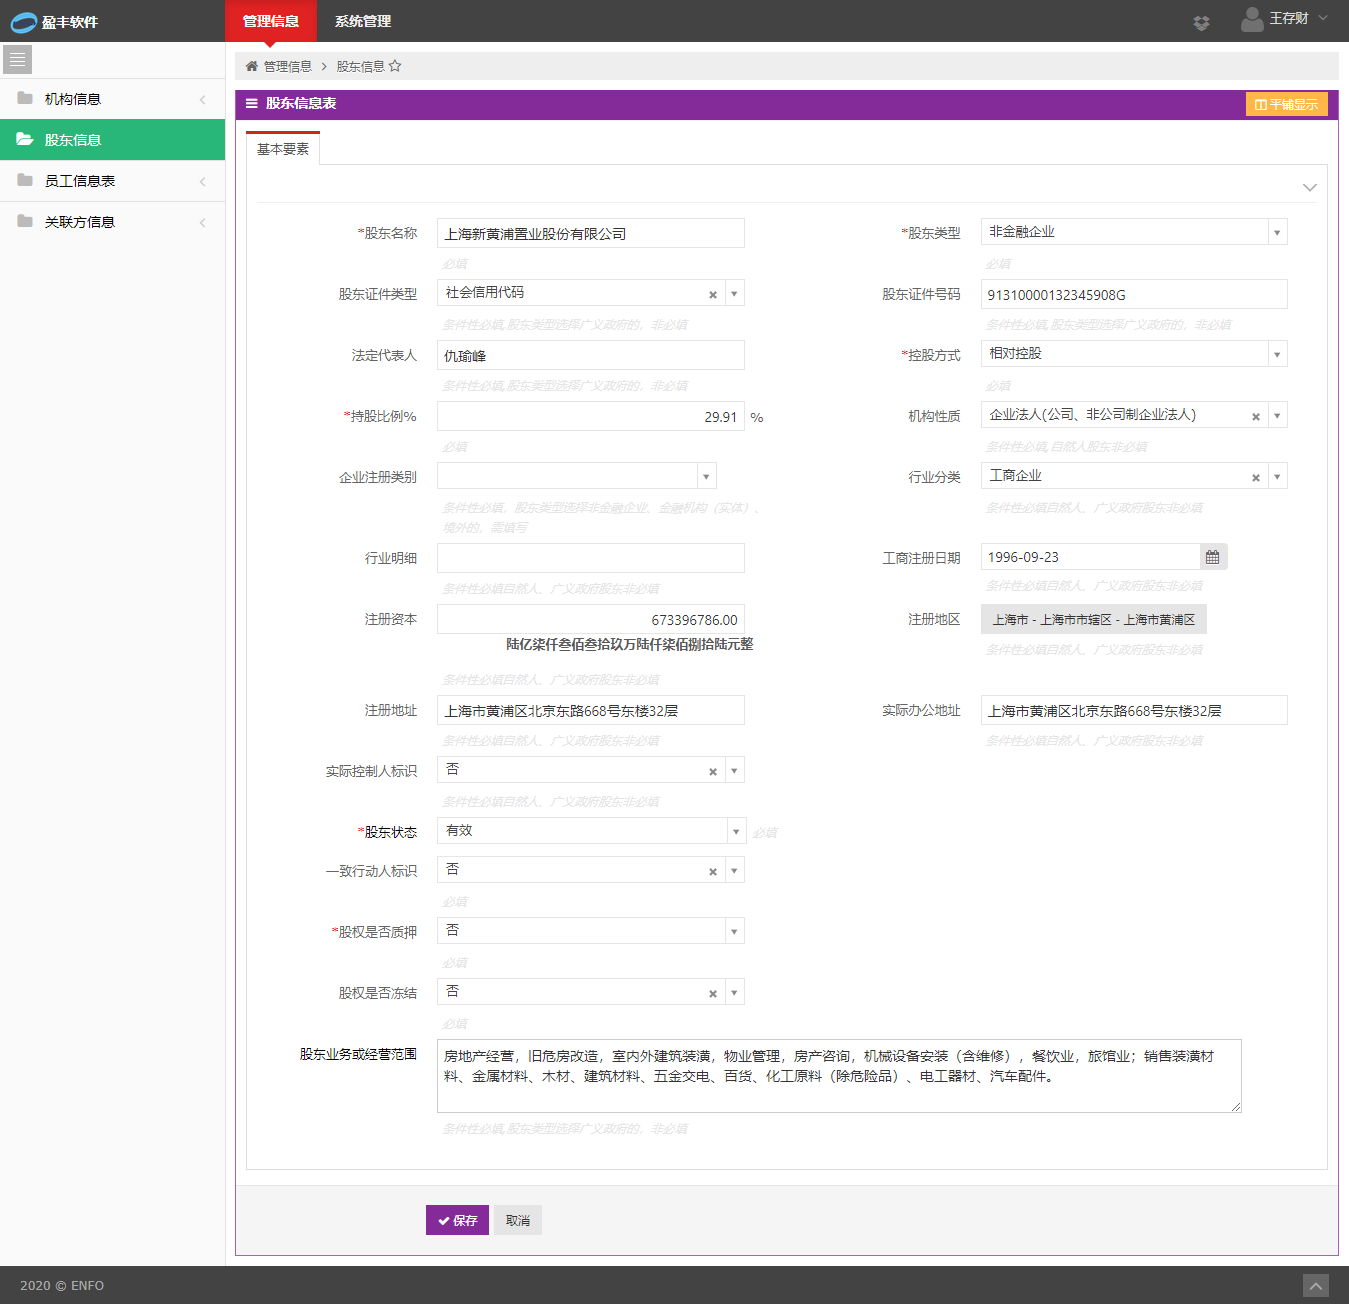 盈丰软件
管理信息
系统管理
王存财
管理信息 > 股东信息
机构信息
股东信息
员工信息表
关联方信息
股东信息表
平铺显示
基本要素
*股东名称 上海新黄浦置业股份有限公司 *股东类型 非金融企业
必填 必填
股东证件类型 社会信用代码 股东证件号码 91310000132345908G
条件性必填,股东类型选择广义政府的，非必填 条件性必填,股东类型选择广义政府的，非必填
法定代表人 仇瑜峰 *控股方式 相对控股
条件性必填,股东类型选择广义政府的，非必填 必填
*持股比例% 29.91 % 机构性质 企业法人(公司、非公司制企业法人)
必填 条件性必填,自然人股东非必填
企业注册类别 行业分类 工商企业
条件性必填，股东类型选择非金融企业、金融机构（实体）、 条件性必填自然人、广义政府股东非必填
境外的，需填写
行业明细 工商注册日期 1996-09-23
条件性必填自然人、广义政府股东非必填 条件性必填自然人、广义政府股东非必填
注册资本 673396786.00 注册地区 上海市 - 上海市市辖区 - 上海市黄浦区
陆亿柒仟叁佰叁拾玖万陆仟柒佰捌拾陆元整 条件性必填自然人、广义政府股东非必填
条件性必填自然人、广义政府股东非必填
注册地址 上海市黄浦区北京东路668号东楼32层 实际办公地址 上海市黄浦区北京东路668号东楼32层
条件性必填自然人、广义政府股东非必填 条件性必填自然人、广义政府股东非必填
实际控制人标识 否
条件性必填自然人、广义政府股东非必填
*股东状态 有效 必填
一致行动人标识 否
必填
*股权是否质押 否
必填
股权是否冻结 否
必填
股东业务或经营范围 房地产经营，旧危房改造，室内外建筑装潢，物业管理，房产咨询，机械设备安装（含维修），餐饮业，旅馆业；销售装潢材
料、金属材料、木材、建筑材料、五金交电、百货、化工原料（除危险品）、电工器材、汽车配件。
条件性必填,股东类型选择广义政府的，非必填
保存 取消
2020 © ENFO